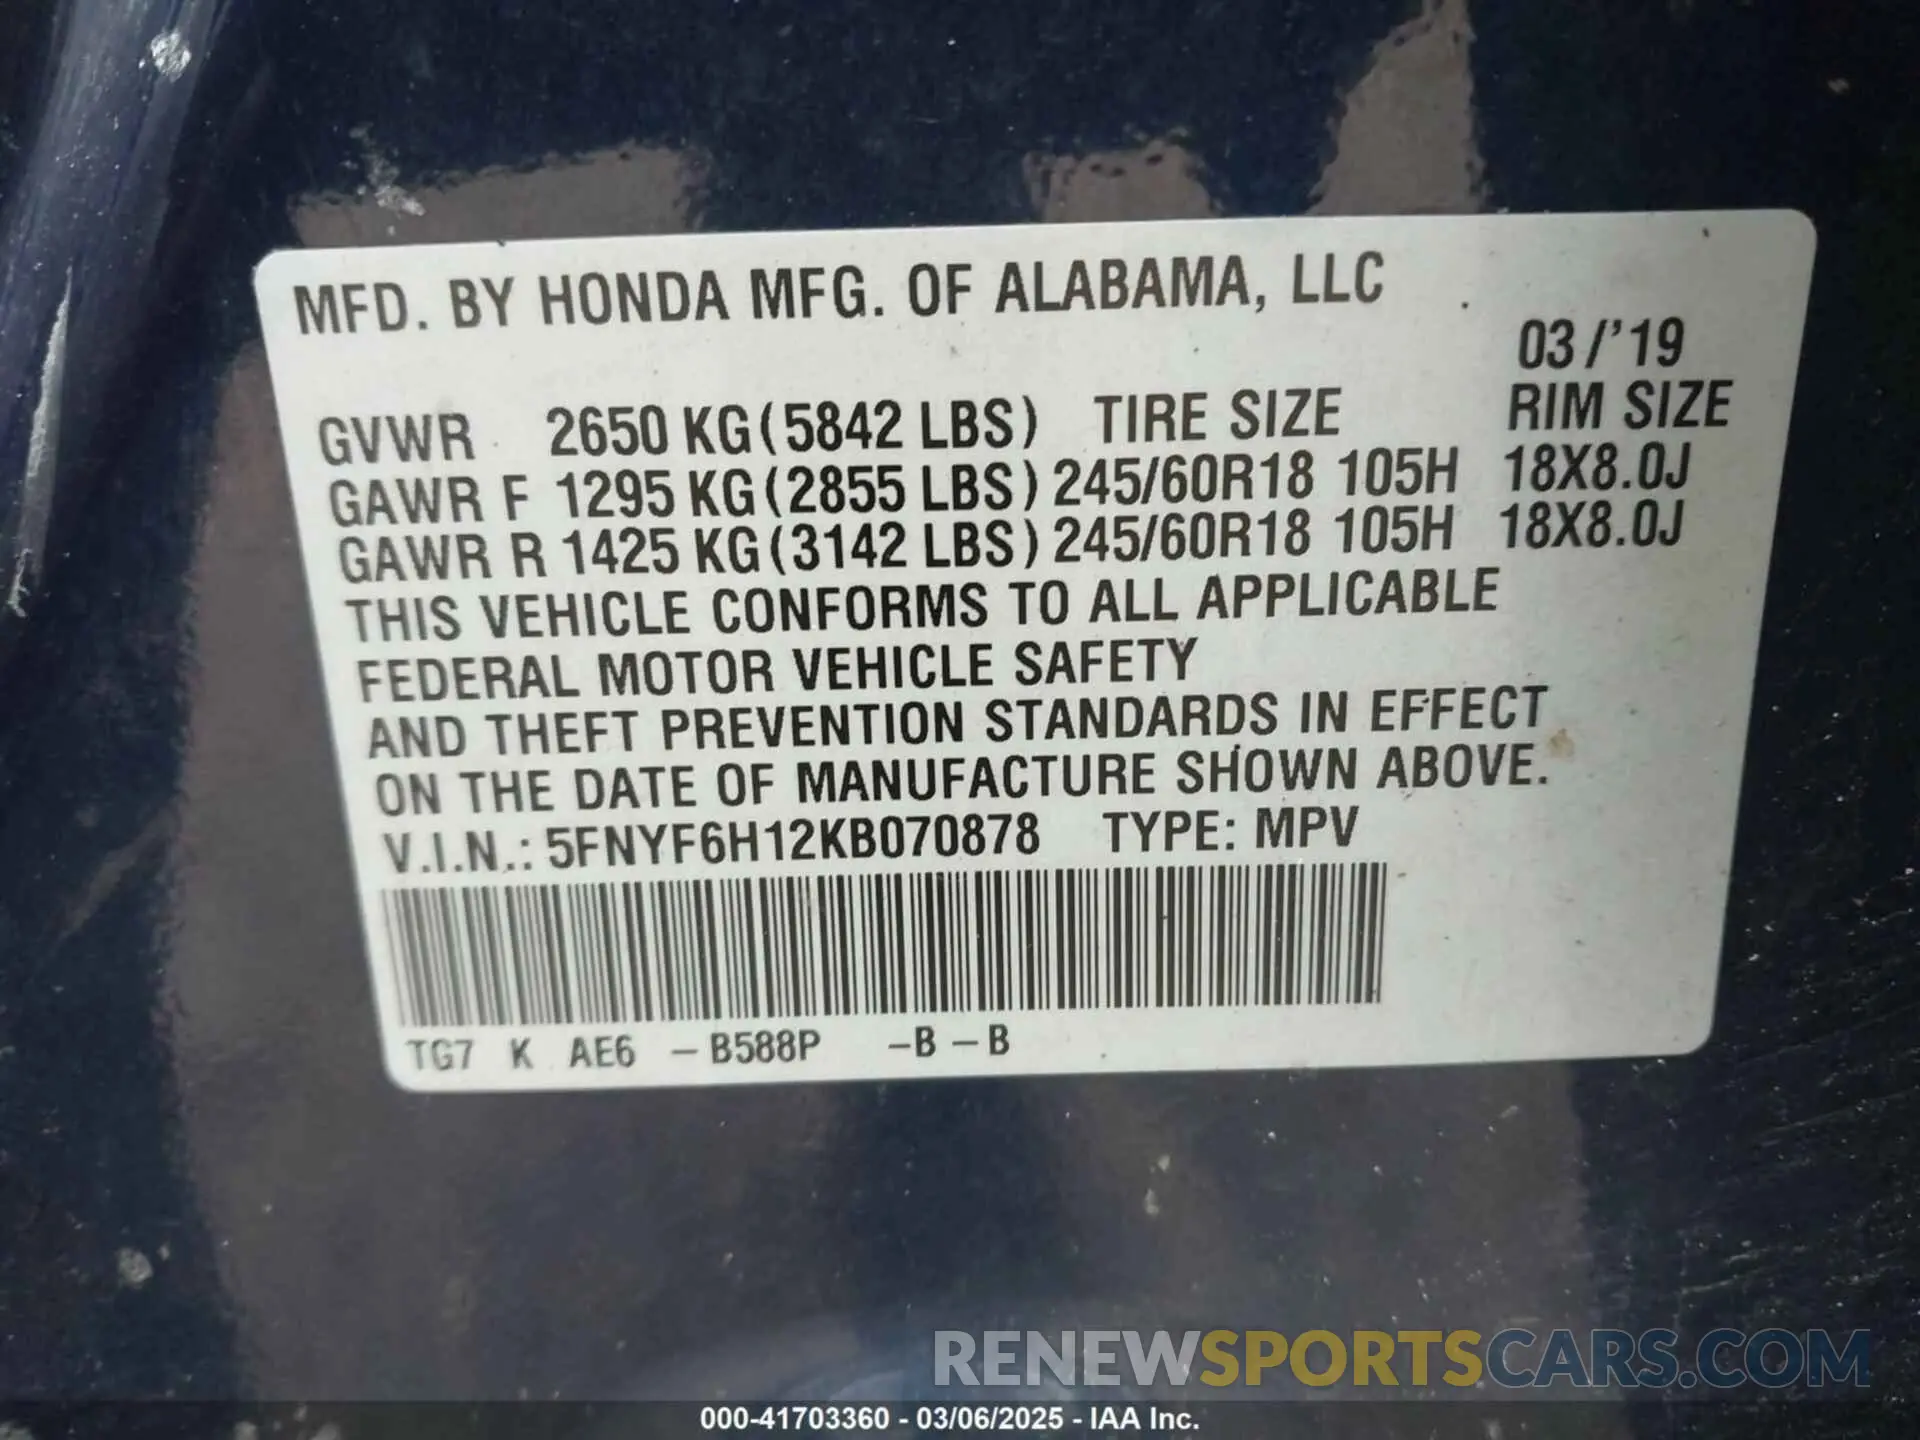 MFD. BY HONDA MFG. OF ALABAMA, LLC
03/'19
GVWR 2650 KG (5842 LBS) TIRE SIZE RIM SIZE
GAWR F 1295 KG (2855 LBS) 245/60R18 105H 18X8.0J
GAWR R 1425 KG (3142 LBS) 245/60R18 105H 18X8.0J
THIS VEHICLE CONFORMS TO ALL APPLICABLE
FEDERAL MOTOR VEHICLE SAFETY
AND THEFT PREVENTION STANDARDS IN EFFECT
ON THE DATE OF MANUFACTURE SHOWN ABOVE.
V.I.N.: 5FNYF6H12KB070878 TYPE: MPV
TG7 K AE6 – B588P –B – B
RENEWSPORTSCARS.COM
000-41703360 - 03/06/2025 - IAA Inc.